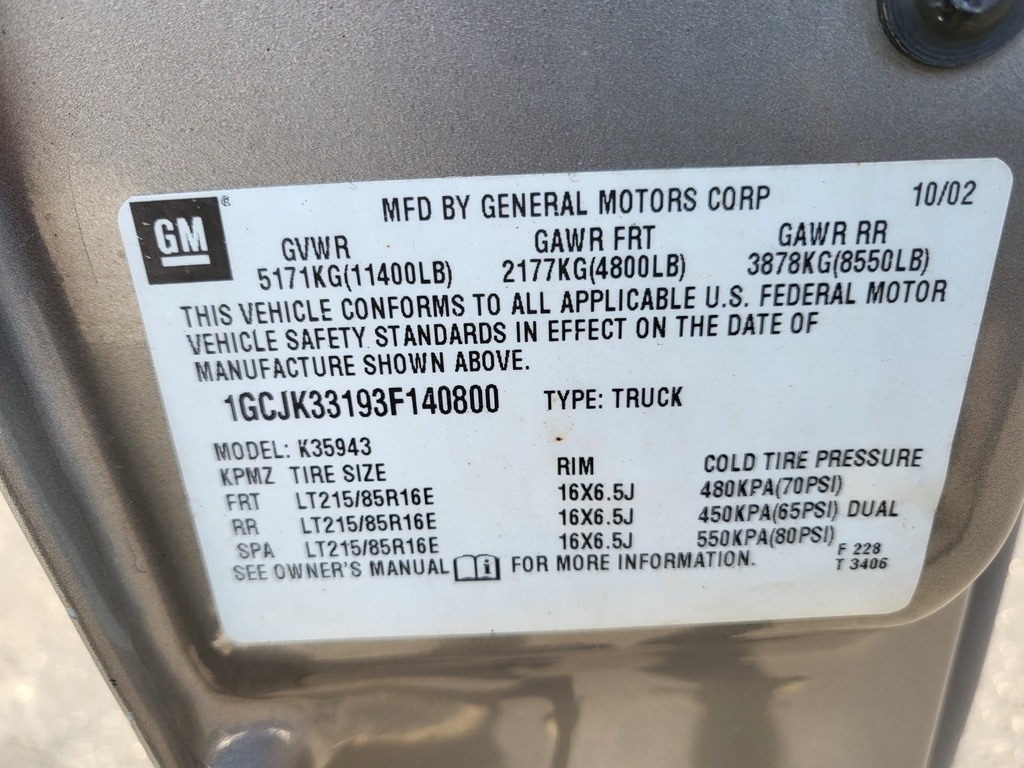 GM® MFD BY GENERAL MOTORS CORP 10/02
GVWR GAWR FRT GAWR RR
5171KG(11400LB) 2177KG(4800LB) 3878KG(8550LB)
THIS VEHICLE CONFORMS TO ALL APPLICABLE U.S. FEDERAL MOTOR
VEHICLE SAFETY STANDARDS IN EFFECT ON THE DATE OF
MANUFACTURE SHOWN ABOVE.
1GCJK33193F140800 TYPE: TRUCK
MODEL: K35943
KPMZ TIRE SIZE RIM COLD TIRE PRESSURE
FRT LT215/85R16E 16X6.5J 480KPA(70PSI)
RR LT215/85R16E 16X6.5J 450KPA(65PSI) DUAL
SPA LT215/85R16E 16X6.5J 550KPA(80PSI)
SEE OWNER'S MANUAL i FOR MORE INFORMATION.
F 228
T 3406